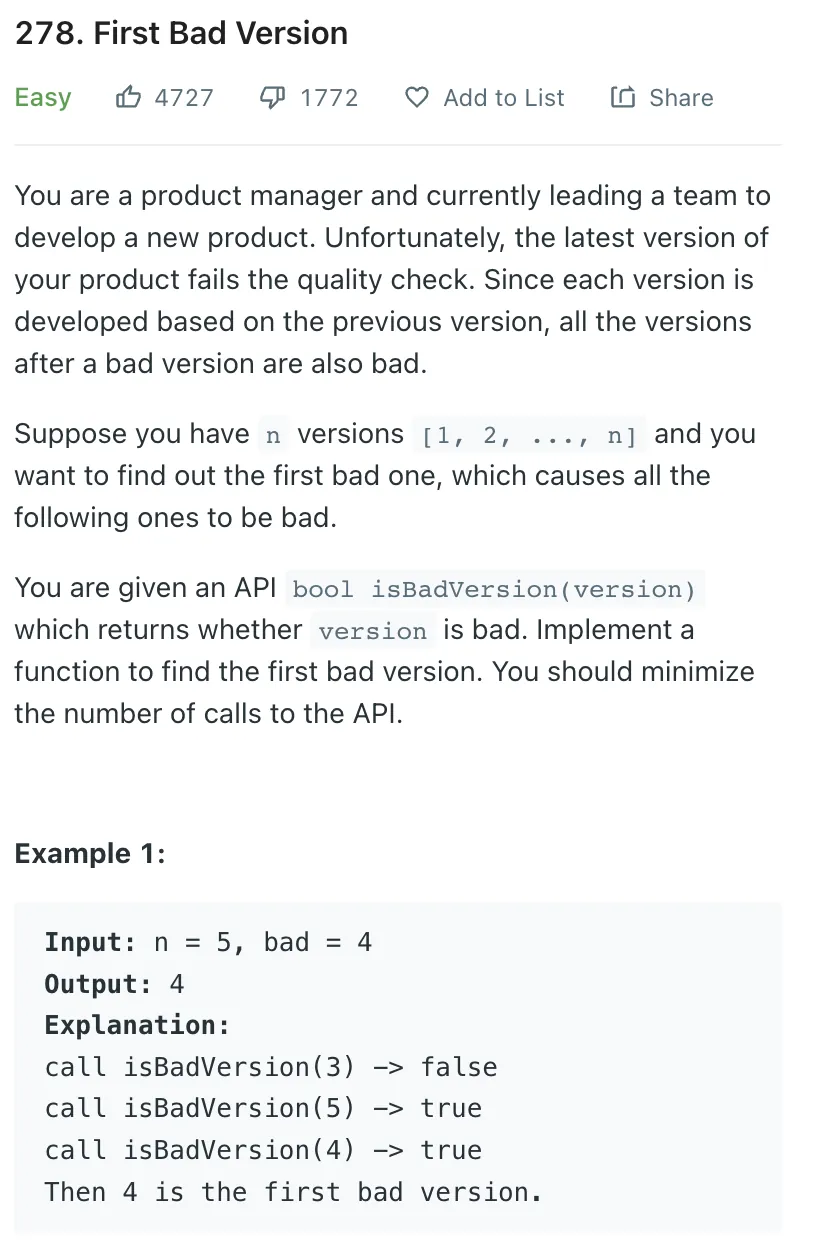 278. First Bad Version
Easy 4727 1772 Add to List Share
You are a product manager and currently leading a team to
develop a new product. Unfortunately, the latest version of
your product fails the quality check. Since each version is
developed based on the previous version, all the versions
after a bad version are also bad.
Suppose you have n versions [1, 2, ..., n] and you
want to find out the first bad one, which causes all the
following ones to be bad.
You are given an API bool isBadVersion(version)
which returns whether version is bad. Implement a
function to find the first bad version. You should minimize
the number of calls to the API.
Example 1:
Input: n = 5, bad = 4
Output: 4
Explanation:
call isBadVersion(3) -> false
call isBadVersion(5) -> true
call isBadVersion(4) -> true
Then 4 is the first bad version.